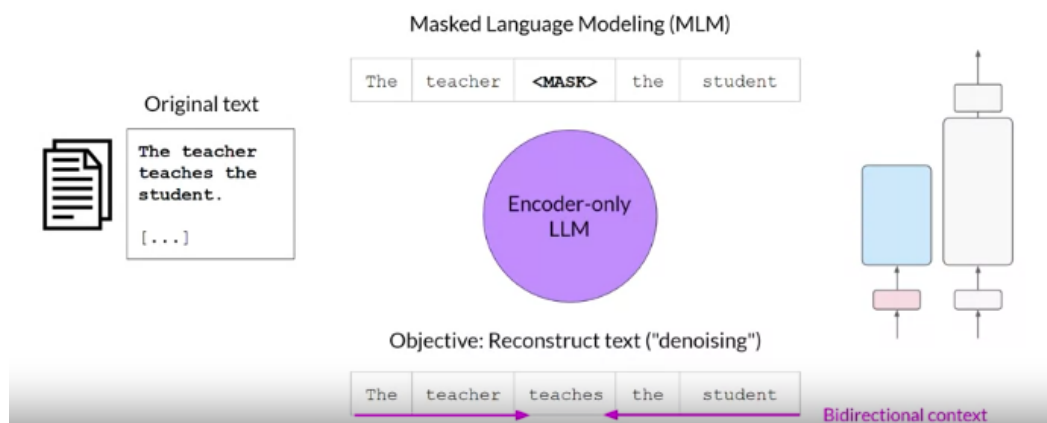 Masked Language Modeling (MLM)
The teacher <MASK> the student
Original text
The teacher
teaches the
student.
[...]
Encoder-only
LLM
Objective: Reconstruct text ("denoising")
The teacher teaches the student
Bidirectional context